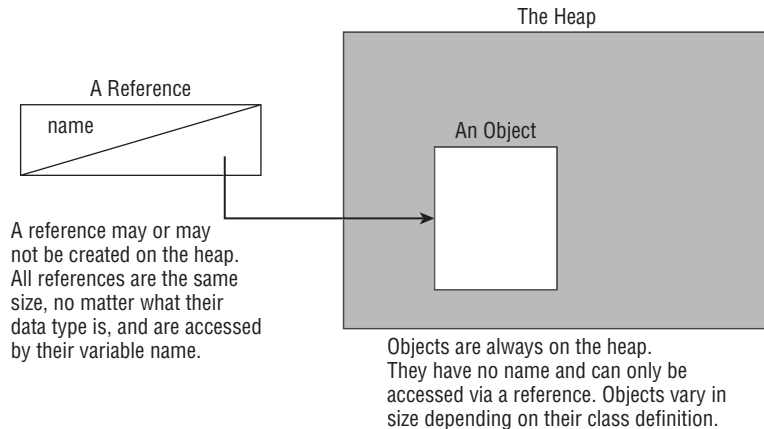 The Heap
A Reference
name
An Object
A reference may or may
not be created on the heap.
All references are the same
size, no matter what their
data type is, and are accessed
by their variable name.
Objects are always on the heap.
They have no name and can only be
accessed via a reference. Objects vary in
size depending on their class definition.